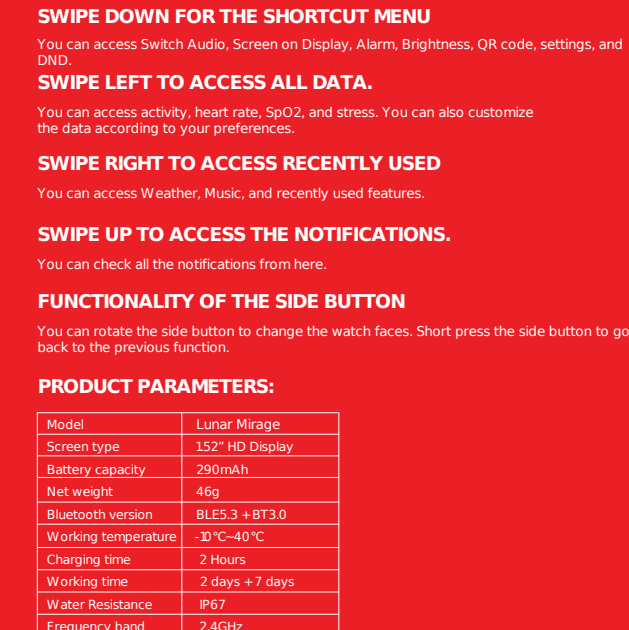 SWIPE DOWN FOR THE SHORTCUT MENU
You can access Switch Audio, Screen on Display, Alarm, Brightness, QR code, settings, and
DND.
SWIPE LEFT TO ACCESS ALL DATA.
You can access activity, heart rate, SpO2, and stress. You can also customize
the data according to your preferences.
SWIPE RIGHT TO ACCESS RECENTLY USED
You can access Weather, Music, and recently used features.
SWIPE UP TO ACCESS THE NOTIFICATIONS.
You can check all the notifications from here.
FUNCTIONALITY OF THE SIDE BUTTON
You can rotate the side button to change the watch faces. Short press the side button to go
back to the previous function.
PRODUCT PARAMETERS:
Model Lunar Mirage
Screen type 1.52” HD Display
Battery capacity 290mAh
Net weight 46g
Bluetooth version BLE5.3 + BT3.0
Working temperature -10°C~40°C
Charging time 2 Hours
Working time 2 days + 7 days
Water Resistance IP67
Frequency band 2.4GHz